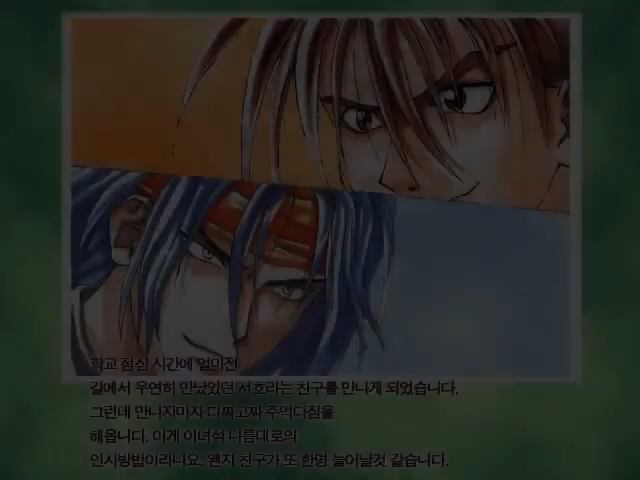 학교 점심 시간에 얼마전
길에서 우연히 만났었던 서호라는 친구를 만나게 되었습니다.
그런데 만나자마자 다짜고짜 주먹다짐을
해옵니다. 이게 이녀석 나름대로의
인사방법이라나요. 왠지 친구가 또 한명 늘어날것 같습니다.